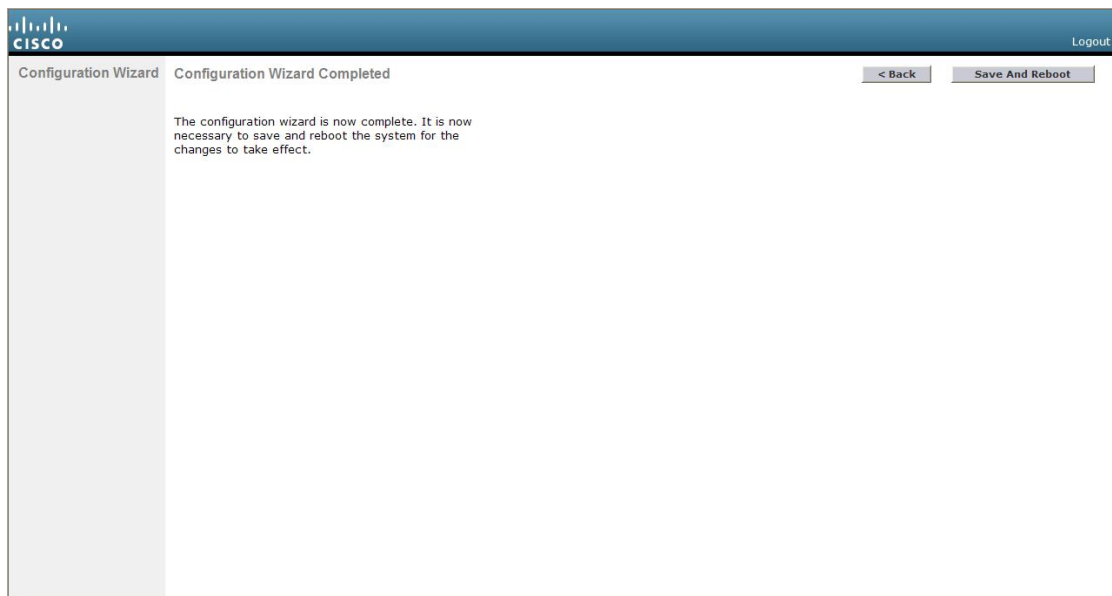 CISCO
Logout
Configuration Wizard
Configuration Wizard Completed
< Back
Save And Reboot
The configuration wizard is now complete. It is now
necessary to save and reboot the system for the
changes to take effect.